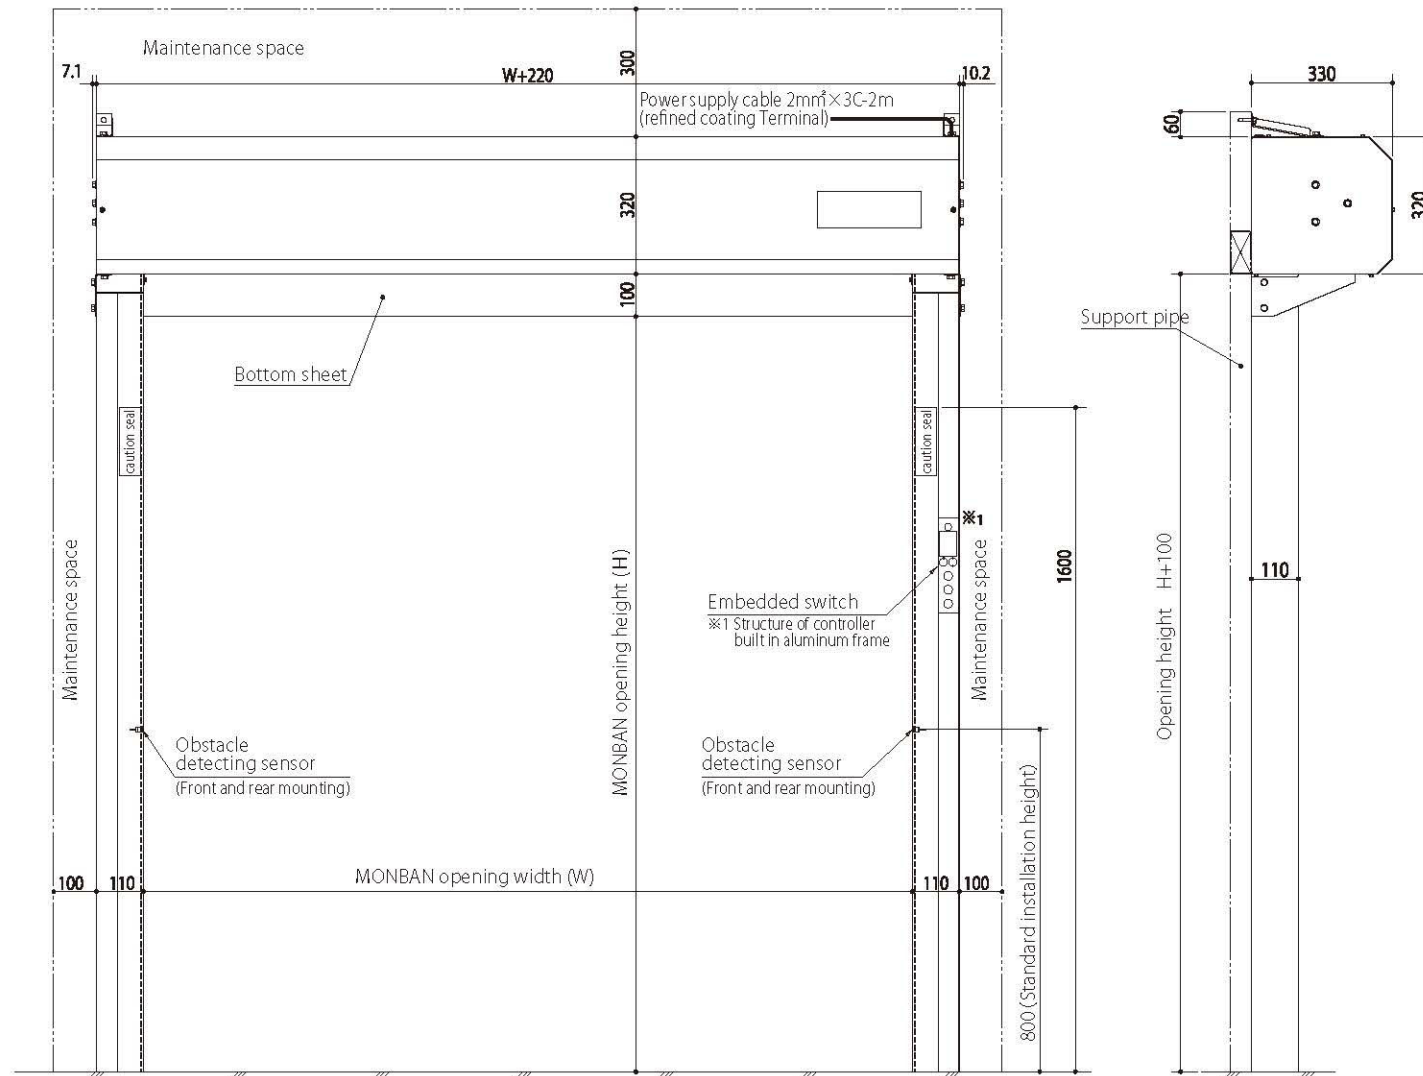 Maintenance space
7.1
W+220
300
10.2
Power supply cable 2mm²×3C-2m
(refined coating Terminal)
330
60
320
320
100
Support pipe
Bottom sheet
caution seal
caution seal
※1
Maintenance space
MONBAN opening height (H)
Embedded switch
※1 Structure of controller
built in aluminum frame
Maintenance space
1600
Opening height H+100
110
Obstacle
detecting sensor
(Front and rear mounting)
Obstacle
detecting sensor
(Front and rear mounting)
800 (Standard installation height)
100
110
MONBAN opening width (W)
110
100